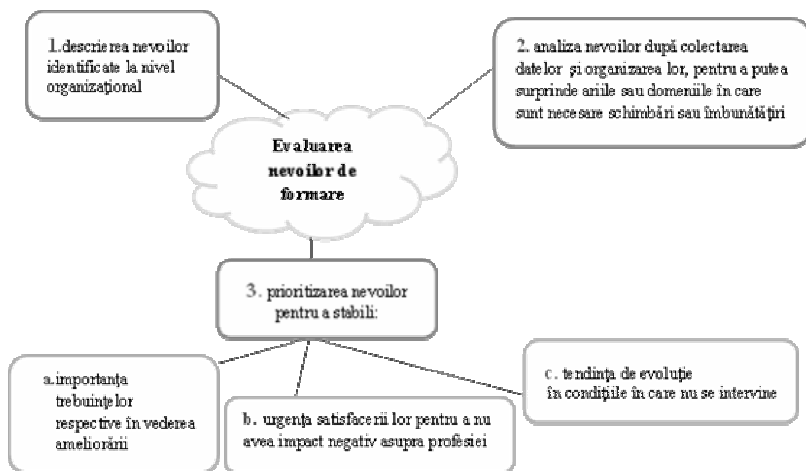 1.descrierea nevoilor
identificate la nivel
organizațional
2. analiza nevoilor după colectarea
datelor și organizarea lor, pentru a putea
surprinde ariile sau domeniile în care
sunt necesare schimbări sau îmbunătățiri
Evaluarea
nevoilor de
formare
3. prioritizarea nevoilor
pentru a stabili:
a.importanța
trebuințelor
respective în vederea
ameliorării
b. urgența satisfacerii lor pentru a nu
avea impact negativ asupra profesiei
c. tendința de evoluție
în condițiile în care nu se intervine